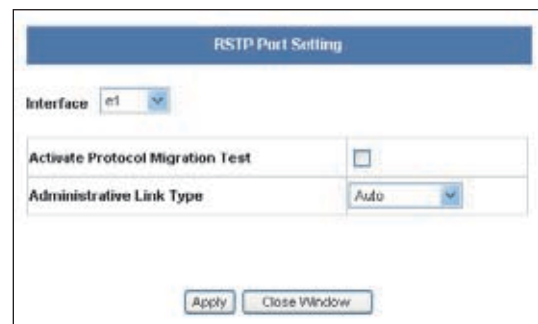 RSTP Port Setting
Interface e1
Activate Protocol Migration Test
Administrative Link Type Auto
Apply Close Window